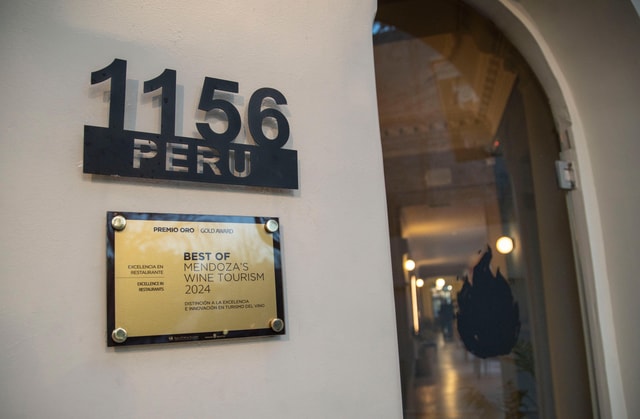 1156
PERU
PREMIO ORO | GOLD AWARD
EXCELENCIA EN
RESTAURANTE
EXCELLENCE IN
RESTAURANTS
BEST OF
MENDOZA'S
WINE TOURISM
2024
DISTINCIÓN A LA EXCELENCIA
E INNOVACIÓN EN TURISMO DEL VINO